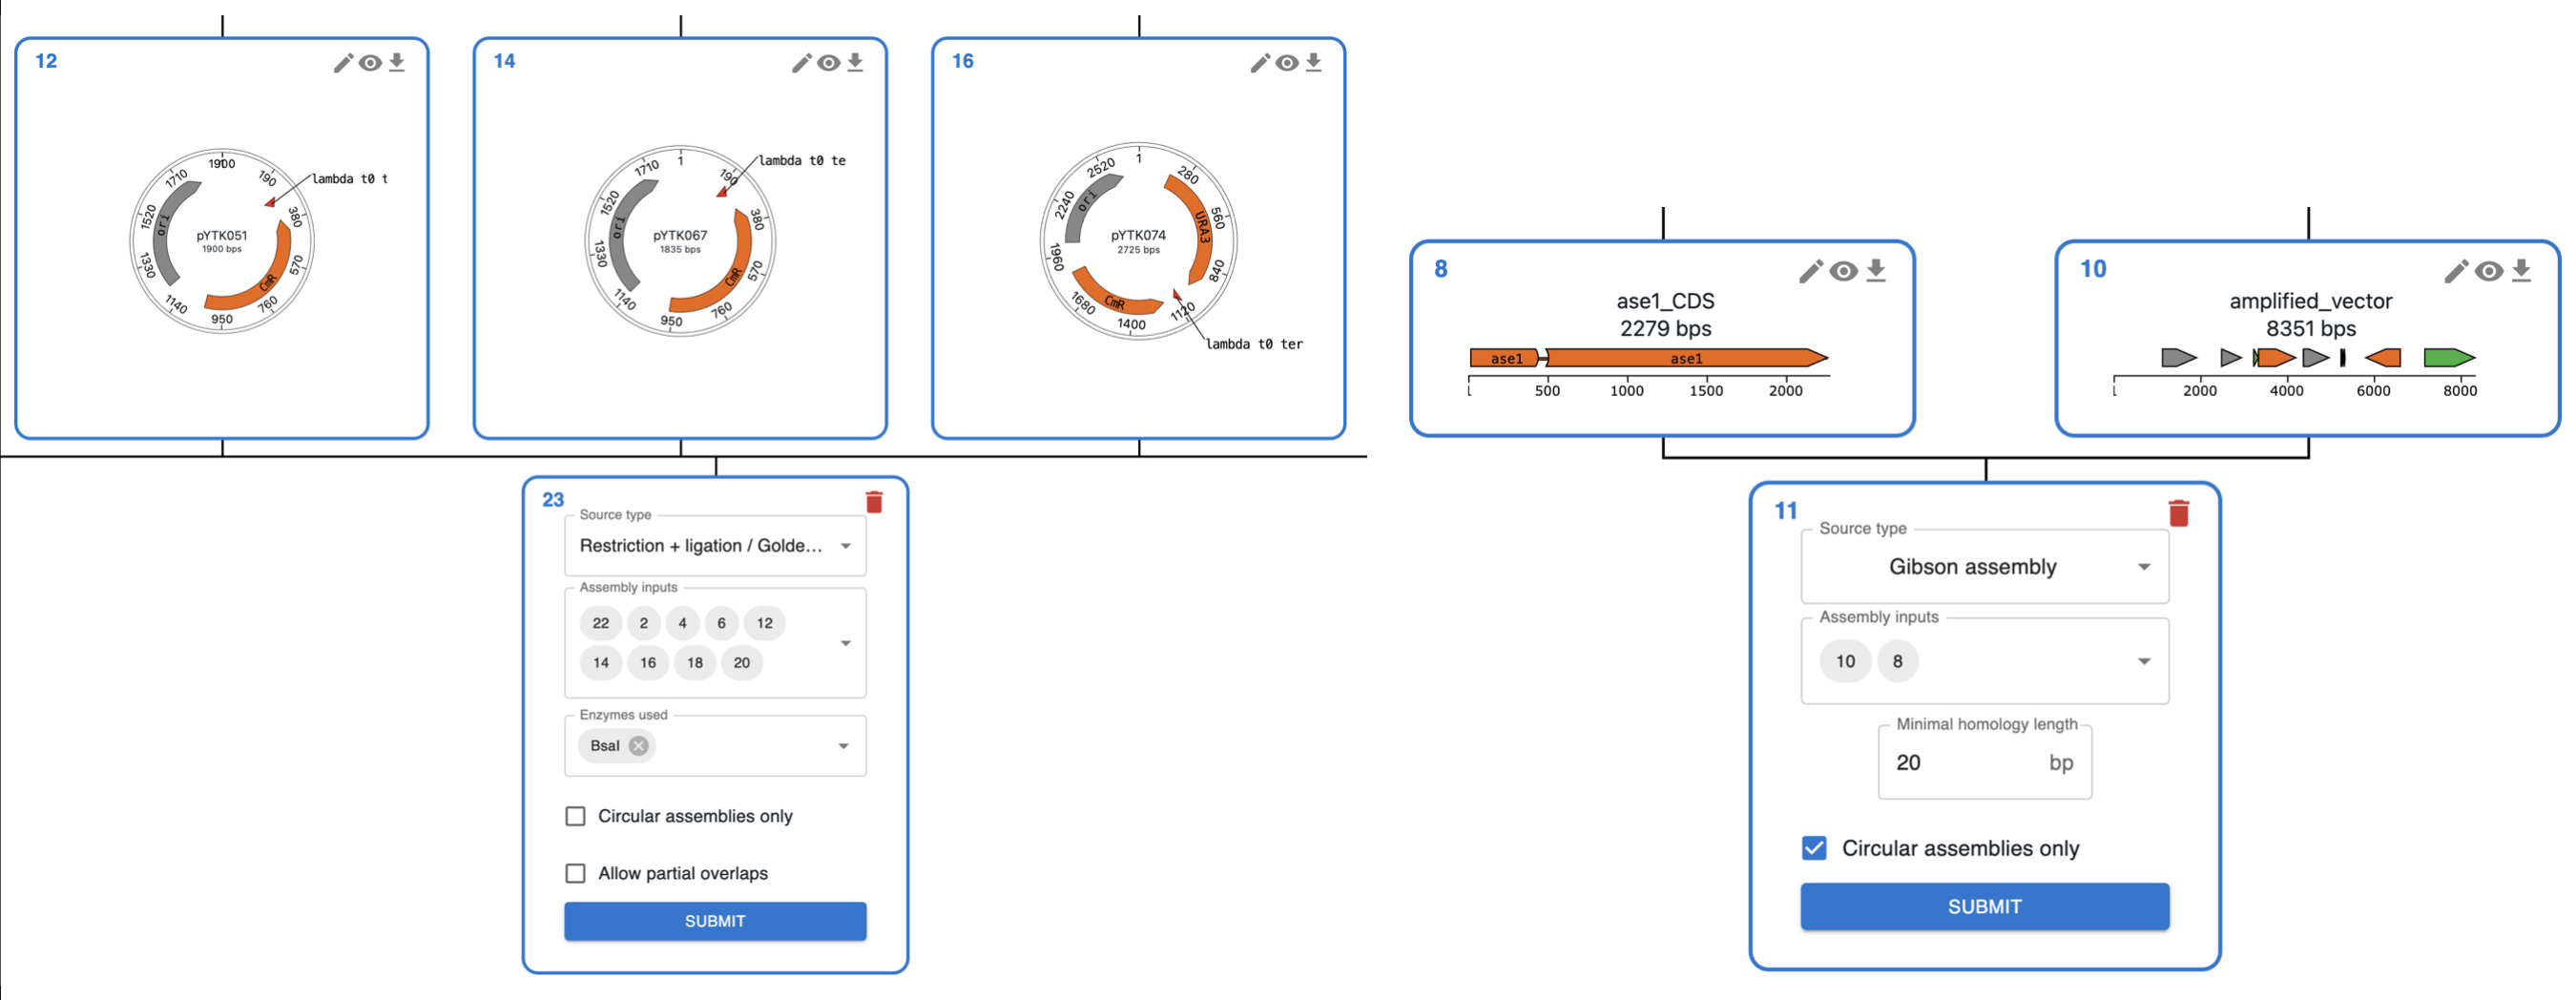 12
1900
190
lambda t0 t
380
570
CmR
760
950
1140
1330
1520
ori
1710
pYTK051
1900 bps
14
1
190
lambda t0 te
380
570
CmR
760
950
1140
1330
1520
ori
1710
pYTK067
1835 bps
16
1
280
560
URA3
840
1120
lambda t0 ter
1400
CmR
1680
1960
2240
ori
2520
pYTK074
2725 bps
23
Source type
Restriction + ligation / Golde...
Assembly inputs
22 2 4 6 12
14 16 18 20
Enzymes used
BsaI
Circular assemblies only
Allow partial overlaps
SUBMIT
8
ase1_CDS
2279 bps
ase1 ase1
500 1000 1500 2000
10
amplified_vector
8351 bps
2000 4000 6000 8000
11
Source type
Gibson assembly
Assembly inputs
10 8
Minimal homology length
20 bp
Circular assemblies only
SUBMIT